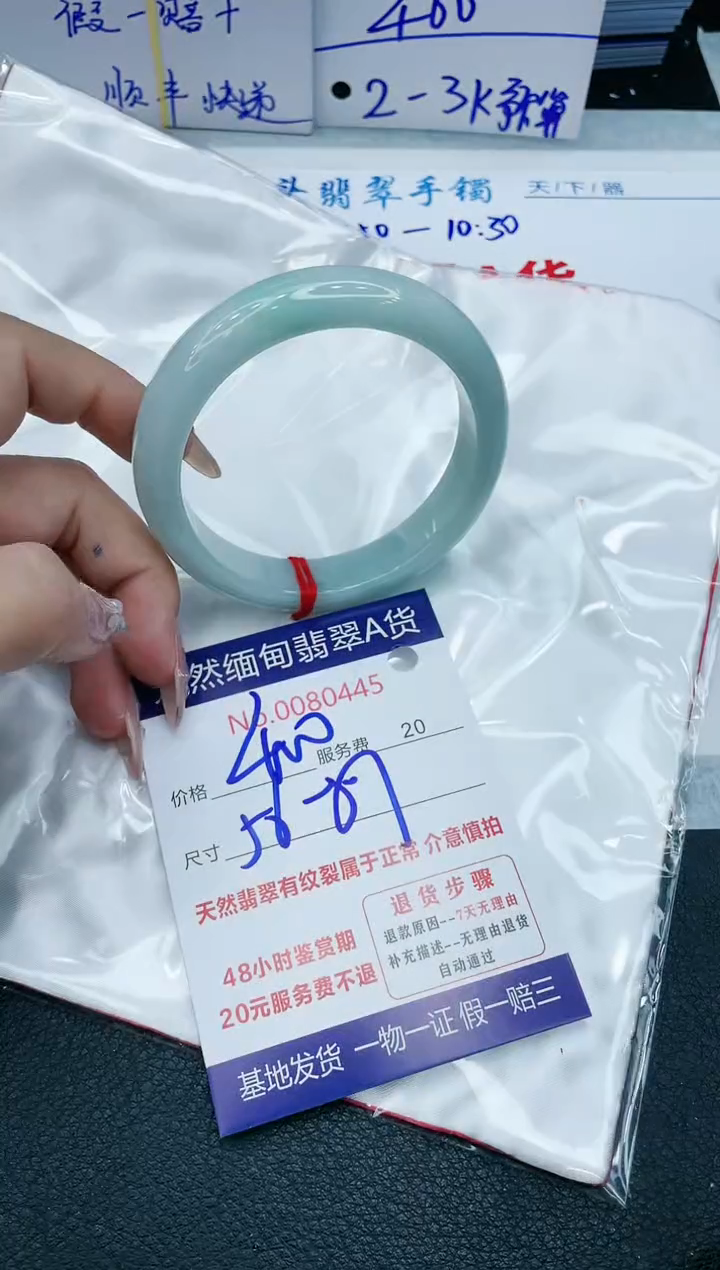 假一赔十
顺丰快递
400
2-3K
翡翠手镯
天/下/器
10:30
货
然缅甸翡翠A货
No.0080445
价格 400 服务费 20
尺寸
天然翡翠有纹裂属于正常 介意慎拍
48小时鉴赏期
20元服务费不退
退货步骤
退款原因--7天无理由
补充描述--无理由退货
自动通过
基地发货 一物一证 假一赔三